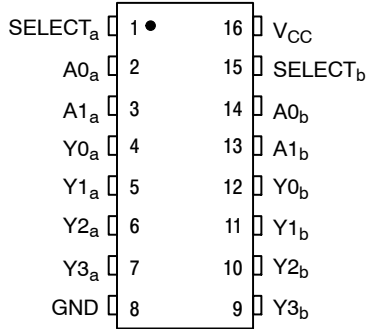 SELECTa 1 16 VCC
A0a 2 15 SELECTb
A1a 3 14 A0b
Y0a 4 13 A1b
Y1a 5 12 Y0b
Y2a 6 11 Y1b
Y3a 7 10 Y2b
GND 8 9 Y3b